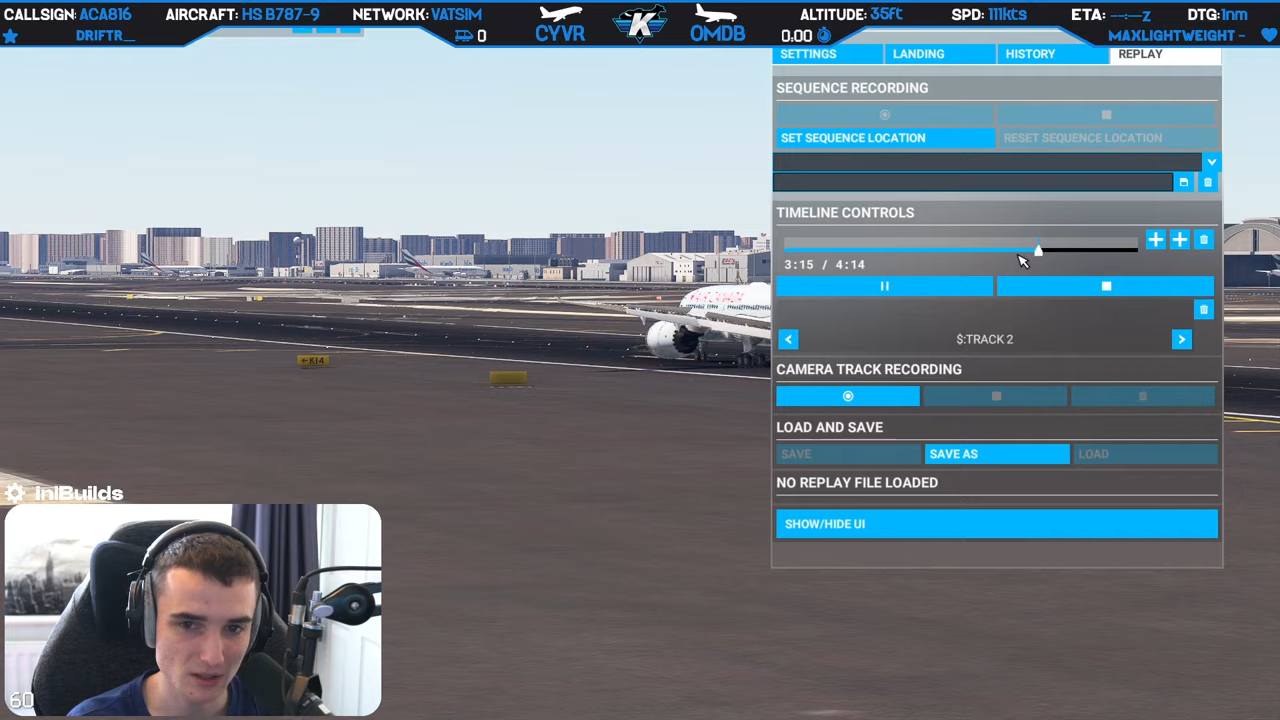 CALLSIGN: ACA816
AIRCRAFT: HS B787-9
NETWORK: VATSIM
ALTITUDE: 35ft
SPD: 111kts
ETA: --:--z
DTG: 1nm
DRIFTR__
0
CYVR
K
OMDB
0.00
MAXLIGHTWEIGHT -
SETTINGS
LANDING
HISTORY
REPLAY
SEQUENCE RECORDING
SET SEQUENCE LOCATION
RESET SEQUENCE LOCATION
TIMELINE CONTROLS
3:15 / 4:14
$:TRACK 2
CAMERA TRACK RECORDING
LOAD AND SAVE
SAVE
SAVE AS
LOAD
NO REPLAY FILE LOADED
SHOW/HIDE UI
←K14
IniBuilds
60